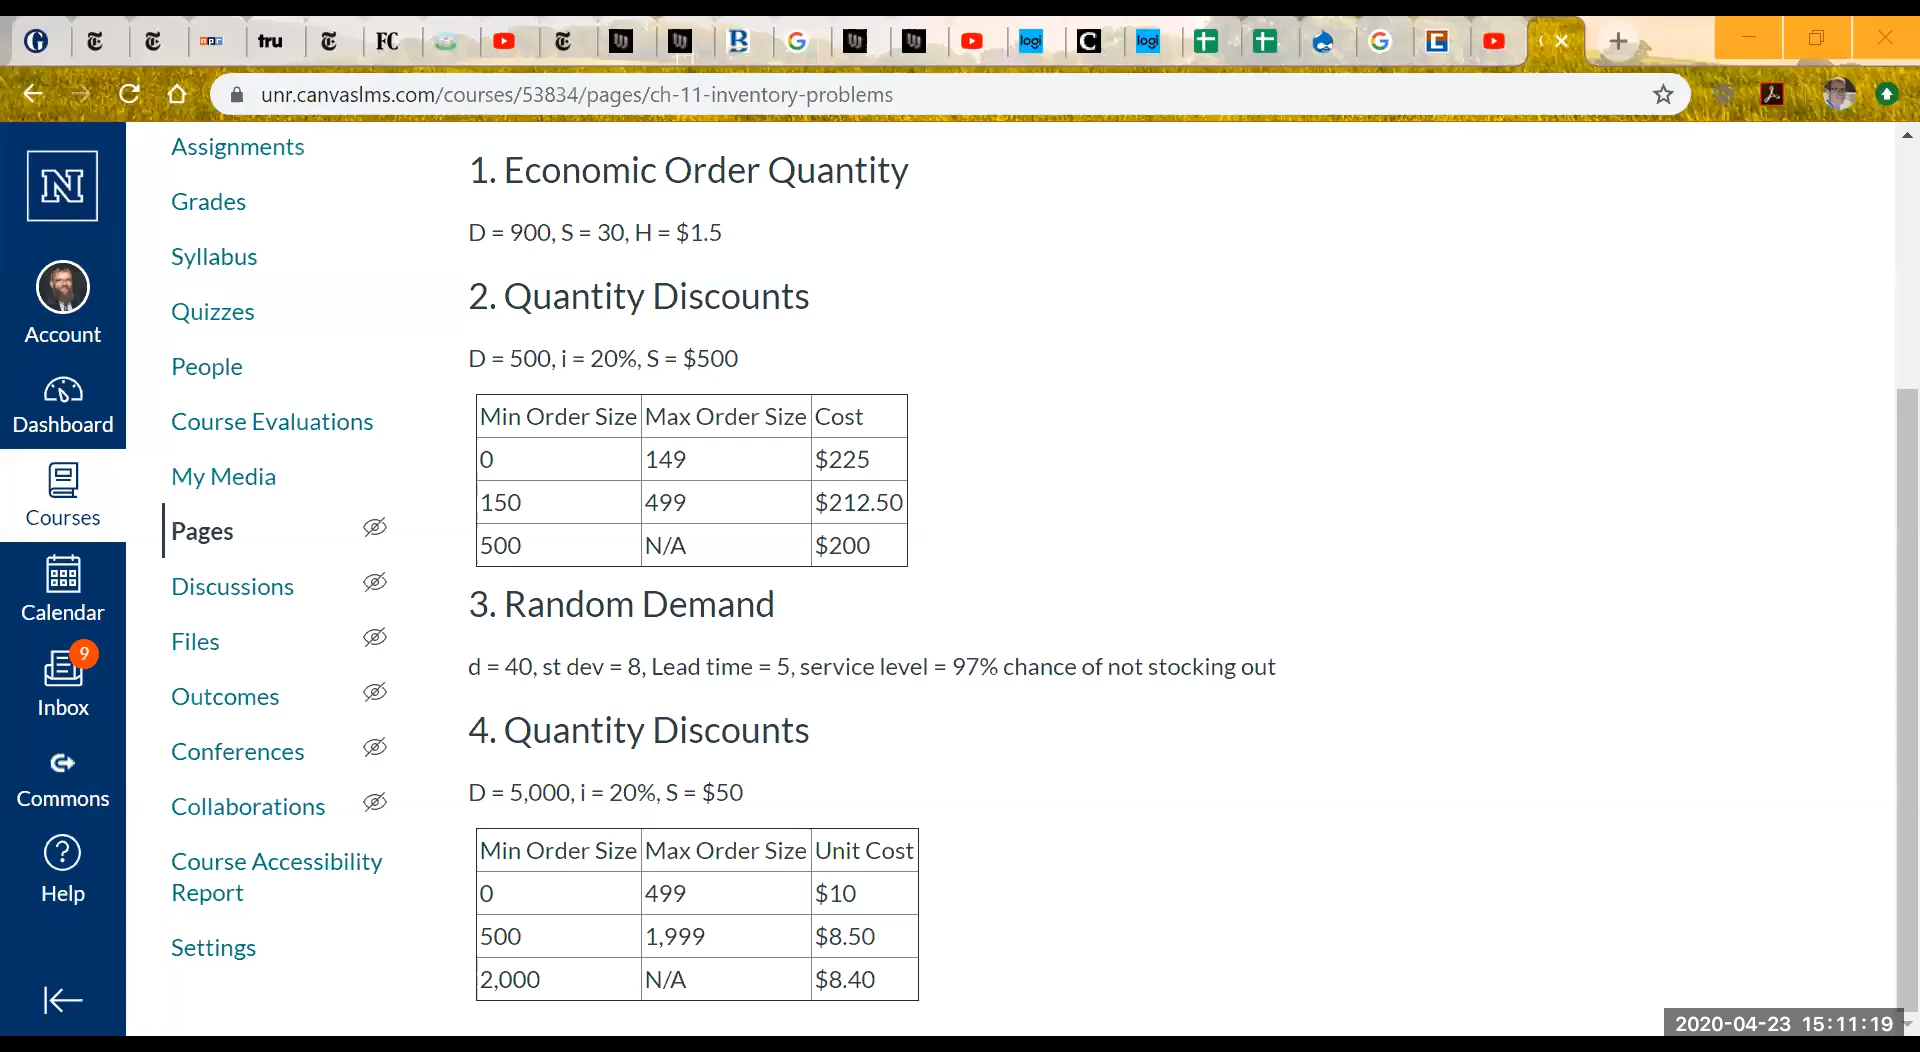 tru
FC
logi
C
logi
unr.canvaslms.com/courses/53834/pages/ch-11-inventory-problems
N
Account
Dashboard
Courses
Calendar
9
Inbox
Commons
Help
Assignments
Grades
Syllabus
Quizzes
People
Course Evaluations
My Media
Pages
Discussions
Files
Outcomes
Conferences
Collaborations
Course Accessibility
Report
Settings
1. Economic Order Quantity
D = 900, S = 30, H = $1.5
2. Quantity Discounts
D = 500, i = 20%, S = $500
Min Order Size Max Order Size Cost
0 149 $225
150 499 $212.50
500 N/A $200
3. Random Demand
d = 40, st dev = 8, Lead time = 5, service level = 97% chance of not stocking out
4. Quantity Discounts
D = 5,000, i = 20%, S = $50
Min Order Size Max Order Size Unit Cost
0 499 $10
500 1,999 $8.50
2,000 N/A $8.40
2020-04-23 15:11:19